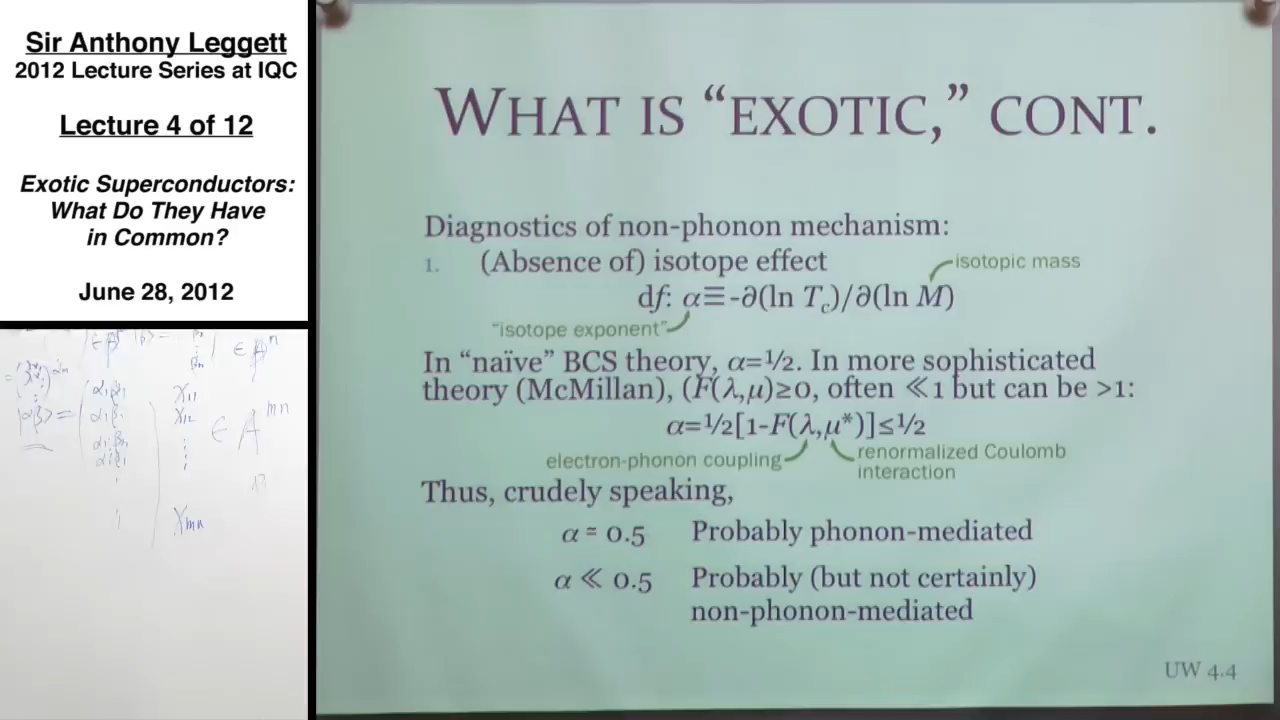 Sir Anthony Leggett
2012 Lecture Series at IQC
Lecture 4 of 12
Exotic Superconductors:
What Do They Have
in Common?
June 28, 2012
WHAT IS “EXOTIC,” CONT.
Diagnostics of non-phonon mechanism:
1. (Absence of) isotope effect
isotopic mass
df: α≡-∂(ln T_c)/∂(ln M)
"isotope exponent"
In “naïve” BCS theory, α=½. In more sophisticated
theory (McMillan), (F(λ,μ)≥0, often ≪1 but can be >1:
α=½[1-F(λ,μ*)]≤½
electron-phonon coupling
renormalized Coulomb
interaction
Thus, crudely speaking,
α = 0.5 Probably phonon-mediated
α ≪ 0.5 Probably (but not certainly)
non-phonon-mediated
UW 4.4